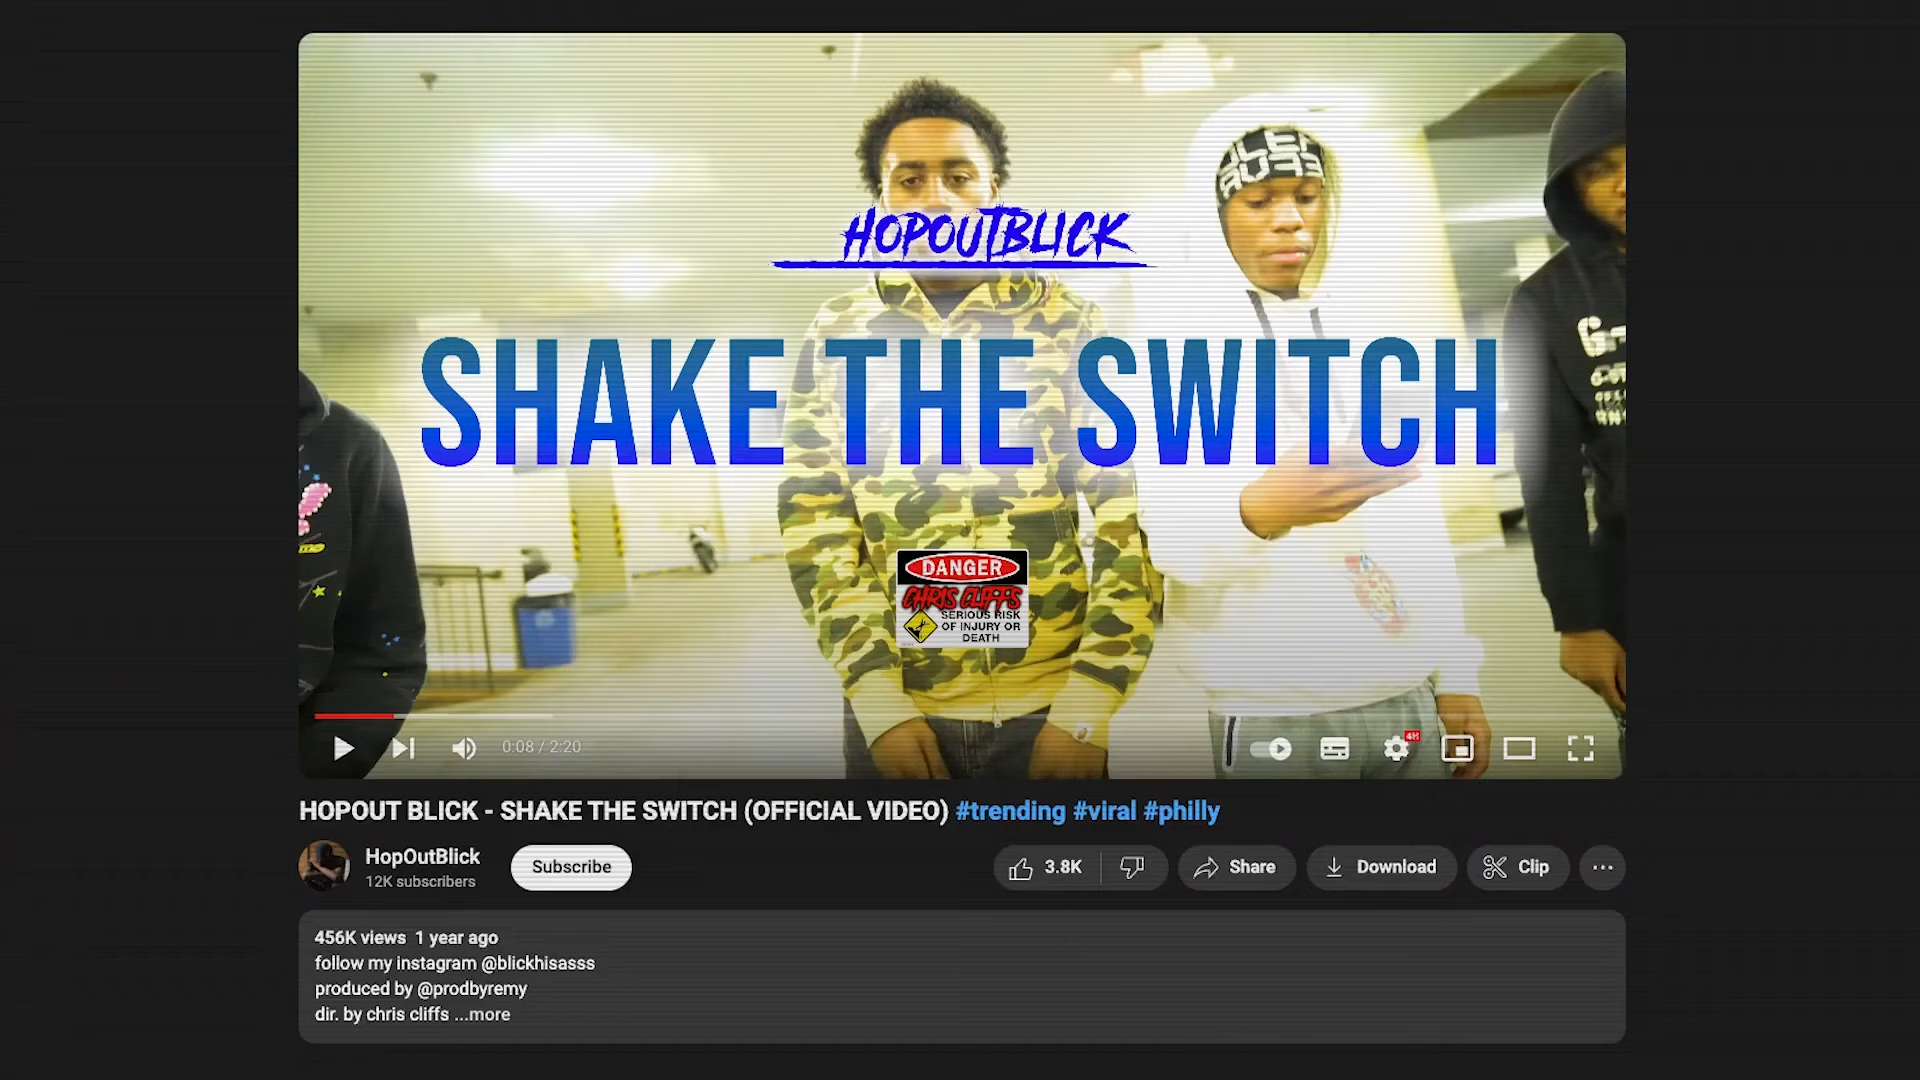 HOPOUTBLICK
SHAKE THE SWITCH
DANGER
CHRIS CLIFFS
SERIOUS RISK
OF INJURY OR
DEATH
0:08 / 2:20
HOPOUT BLICK - SHAKE THE SWITCH (OFFICIAL VIDEO) #trending #viral #philly
HopOutBlick
12K subscribers
Subscribe
3.8K
Share
Download
Clip
456K views 1 year ago
follow my instagram @blickhisasss
produced by @prodbyremy
dir. by chris cliffs ...more